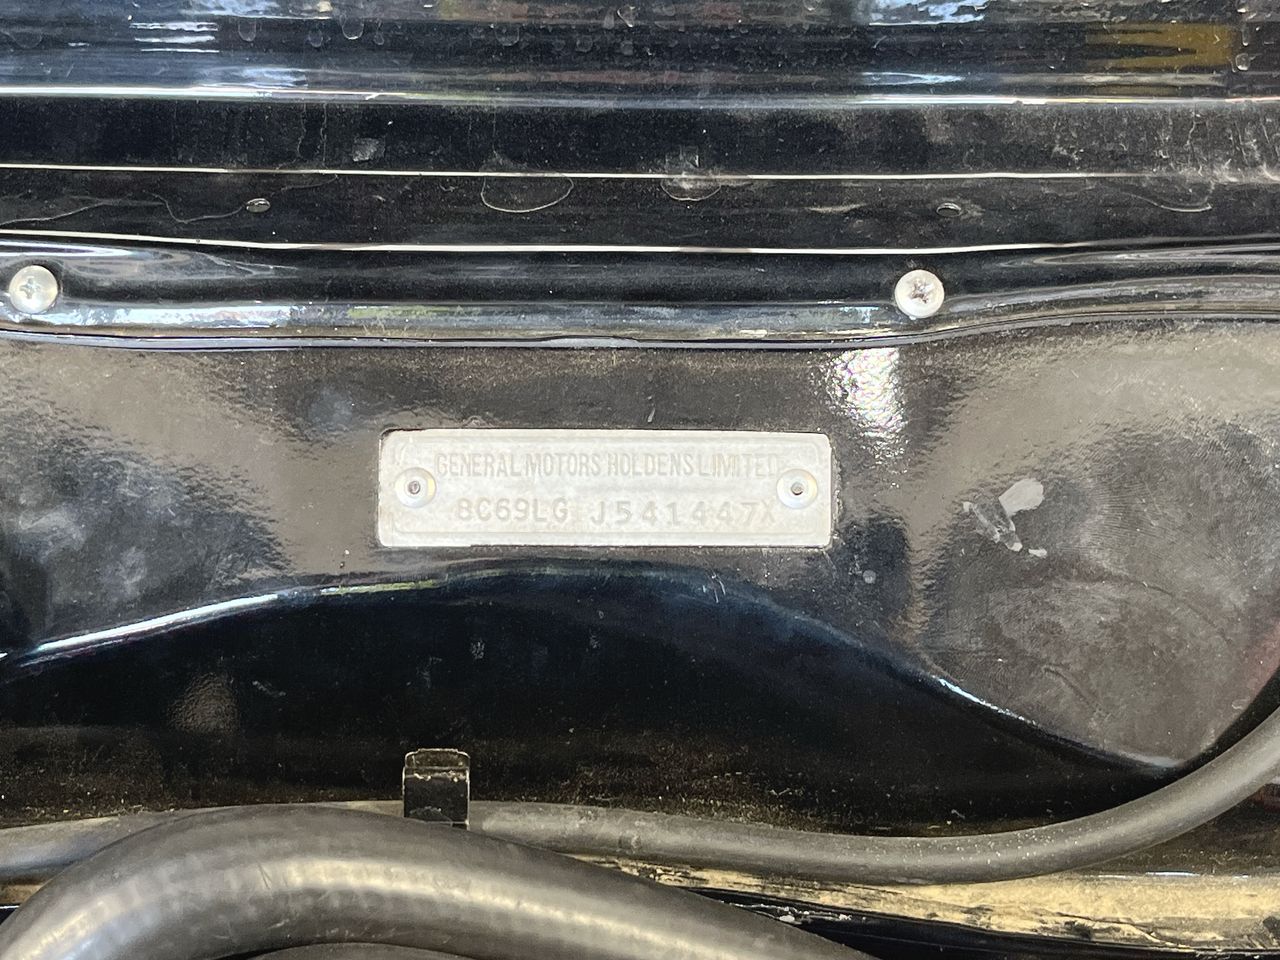 GENERAL MOTORS HOLDENS LIMITED
8C69LG J541447X